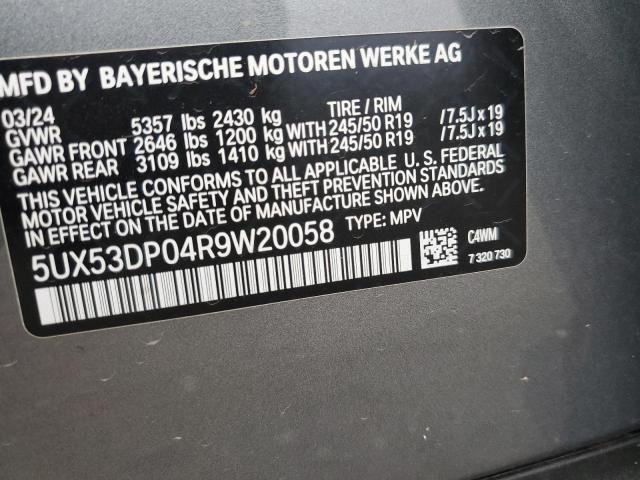 MFD BY BAYERISCHE MOTOREN WERKE AG
03/24 TIRE / RIM
GVWR 5357 lbs 2430 kg
GAWR FRONT 2646 lbs 1200 kg WITH 245/50 R19 / 7.5J x 19
GAWR REAR 3109 lbs 1410 kg WITH 245/50 R19 / 7.5J x 19
THIS VEHICLE CONFORMS TO ALL APPLICABLE U. S. FEDERAL
MOTOR VEHICLE SAFETY AND THEFT PREVENTION STANDARDS
IN EFFECT ON THE DATE OF MANUFACTURE SHOWN ABOVE.
5UX53DP04R9W20058 TYPE: MPV
C4WM
7 320 730